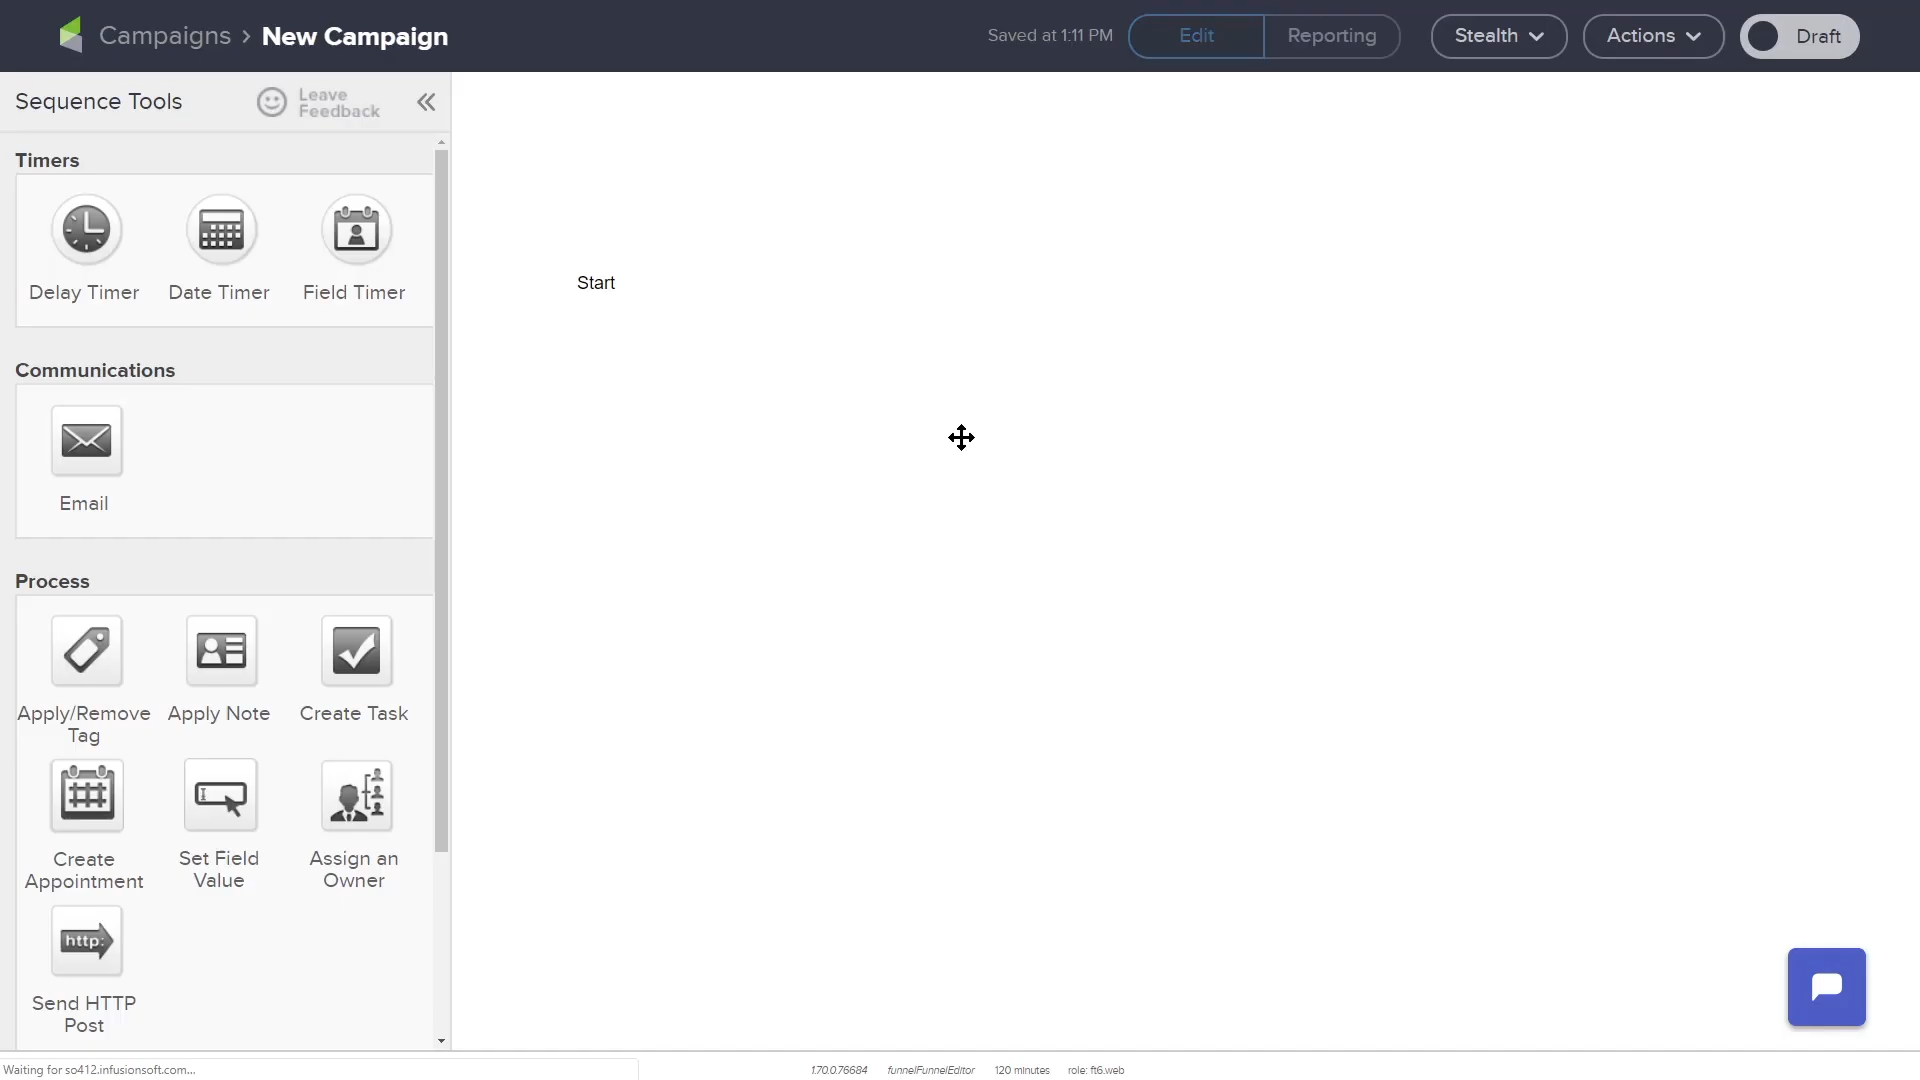 Campaigns › New Campaign
Saved at 1:11 PM
Edit
Reporting
Stealth
Actions
Draft
Sequence Tools
Leave
Feedback
Timers
Delay Timer
Date Timer
Field Timer
Start
Communications
Email
Process
Apply/Remove
Tag
Apply Note
Create Task
Create
Appointment
Set Field
Value
Assign an
Owner
http:
Send HTTP
Post
Waiting for so412.infusionsoft.com...
1.70.0.76684
funnelFunnelEditor
120 minutes
role: ft6.web